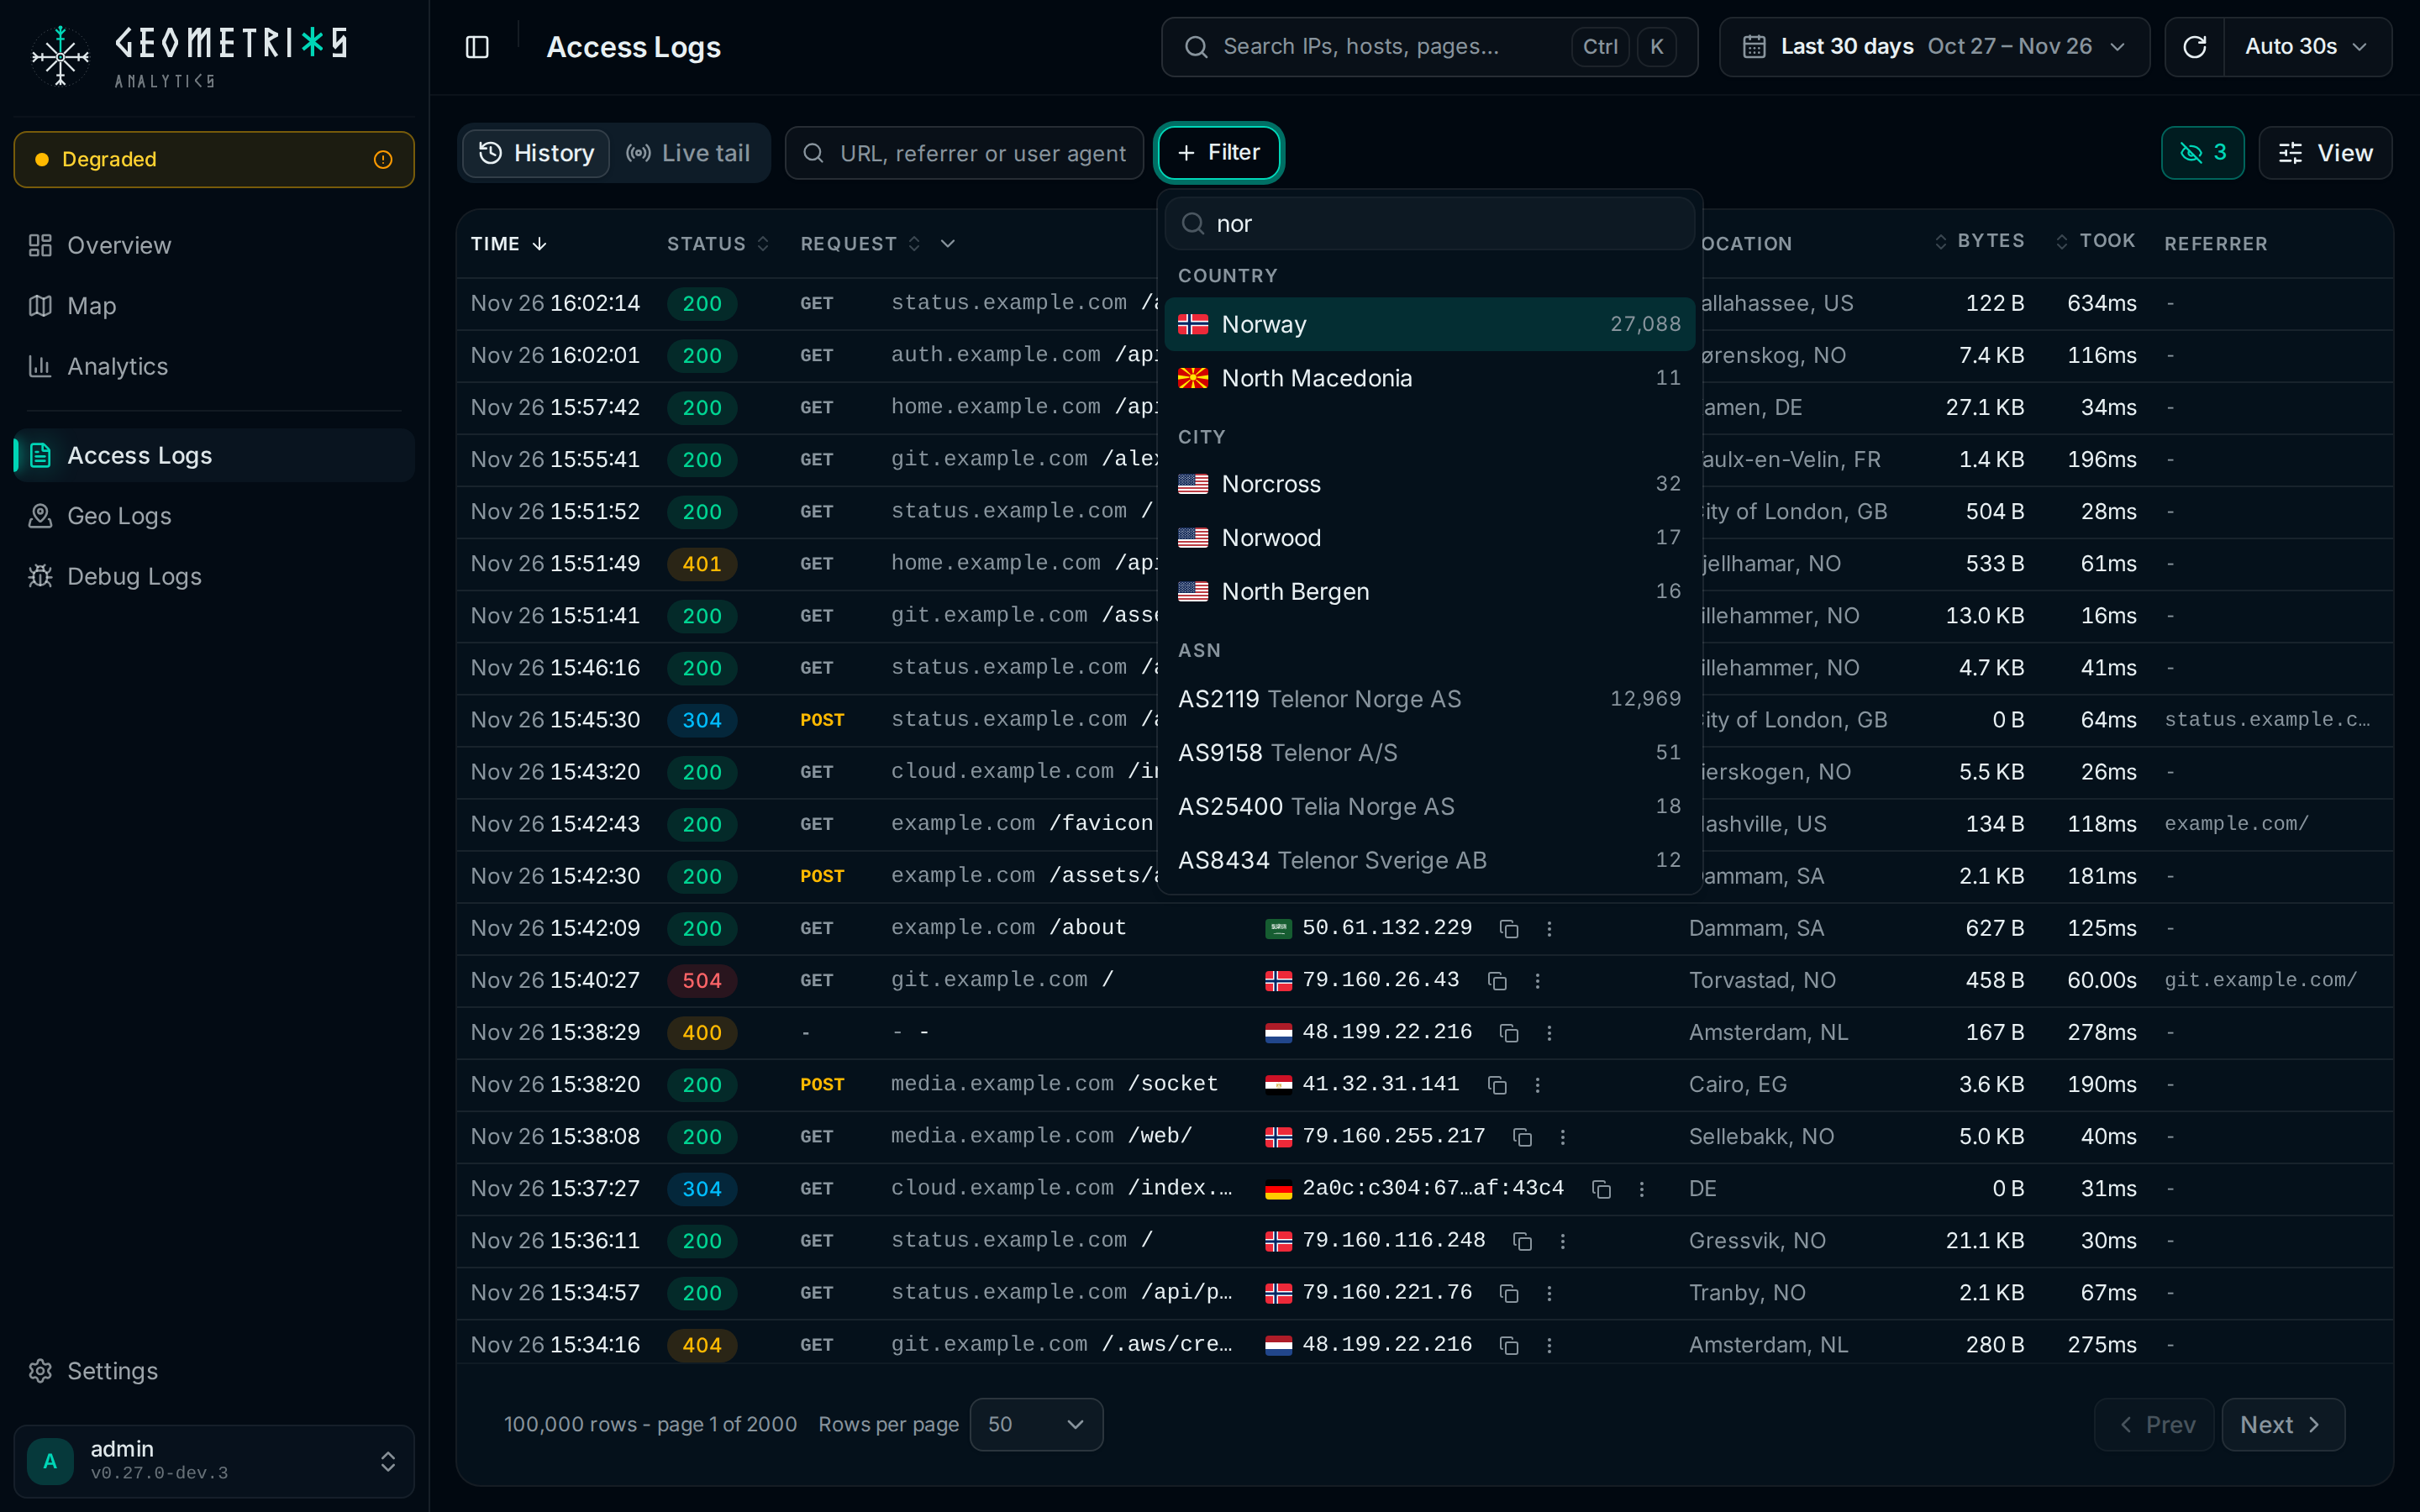 GEOMETRIKS
ANALYTICS
Degraded
Overview
Map
Analytics
Access Logs
Geo Logs
Debug Logs
Settings
A
admin
v0.27.0-dev.3
Access Logs
Search IPs, hosts, pages...
Ctrl K
Last 30 days Oct 27 – Nov 26
Auto 30s
History
Live tail
URL, referrer or user agent
Filter
3
View
nor
COUNTRY
Norway 27,088
North Macedonia 11
CITY
Norcross 32
Norwood 17
North Bergen 16
ASN
AS2119 Telenor Norge AS 12,969
AS9158 Telenor A/S 51
AS25400 Telia Norge AS 18
AS8434 Telenor Sverige AB 12
TIME STATUS REQUEST OCATION BYTES TOOK REFERRER
Nov 26 16:02:14 200 GET status.example.com /a allahassee, US 122 B 634ms -
Nov 26 16:02:01 200 GET auth.example.com /api ørenskog, NO 7.4 KB 116ms -
Nov 26 15:57:42 200 GET home.example.com /api amen, DE 27.1 KB 34ms -
Nov 26 15:55:41 200 GET git.example.com /alex aulx-en-Velin, FR 1.4 KB 196ms -
Nov 26 15:51:52 200 GET status.example.com / ity of London, GB 504 B 28ms -
Nov 26 15:51:49 401 GET home.example.com /api jellhamar, NO 533 B 61ms -
Nov 26 15:51:41 200 GET git.example.com /asse illehammer, NO 13.0 KB 16ms -
Nov 26 15:46:16 200 GET status.example.com /a illehammer, NO 4.7 KB 41ms -
Nov 26 15:45:30 304 POST status.example.com /a ity of London, GB 0 B 64ms status.example.c…
Nov 26 15:43:20 200 GET cloud.example.com /in ierskogen, NO 5.5 KB 26ms -
Nov 26 15:42:43 200 GET example.com /favicon ashville, US 134 B 118ms example.com/
Nov 26 15:42:30 200 POST example.com /assets/a ammam, SA 2.1 KB 181ms -
Nov 26 15:42:09 200 GET example.com /about 50.61.132.229 Dammam, SA 627 B 125ms -
Nov 26 15:40:27 504 GET git.example.com / 79.160.26.43 Torvastad, NO 458 B 60.00s git.example.com/
Nov 26 15:38:29 400 - - - 48.199.22.216 Amsterdam, NL 167 B 278ms -
Nov 26 15:38:20 200 POST media.example.com /socket 41.32.31.141 Cairo, EG 3.6 KB 190ms -
Nov 26 15:38:08 200 GET media.example.com /web/ 79.160.255.217 Sellebakk, NO 5.0 KB 40ms -
Nov 26 15:37:27 304 GET cloud.example.com /index.… 2a0c:c304:67…af:43c4 DE 0 B 31ms -
Nov 26 15:36:11 200 GET status.example.com / 79.160.116.248 Gressvik, NO 21.1 KB 30ms -
Nov 26 15:34:57 200 GET status.example.com /api/p… 79.160.221.76 Tranby, NO 2.1 KB 67ms -
Nov 26 15:34:16 404 GET git.example.com /.aws/cre… 48.199.22.216 Amsterdam, NL 280 B 275ms -
100,000 rows - page 1 of 2000 Rows per page 50
Prev
Next